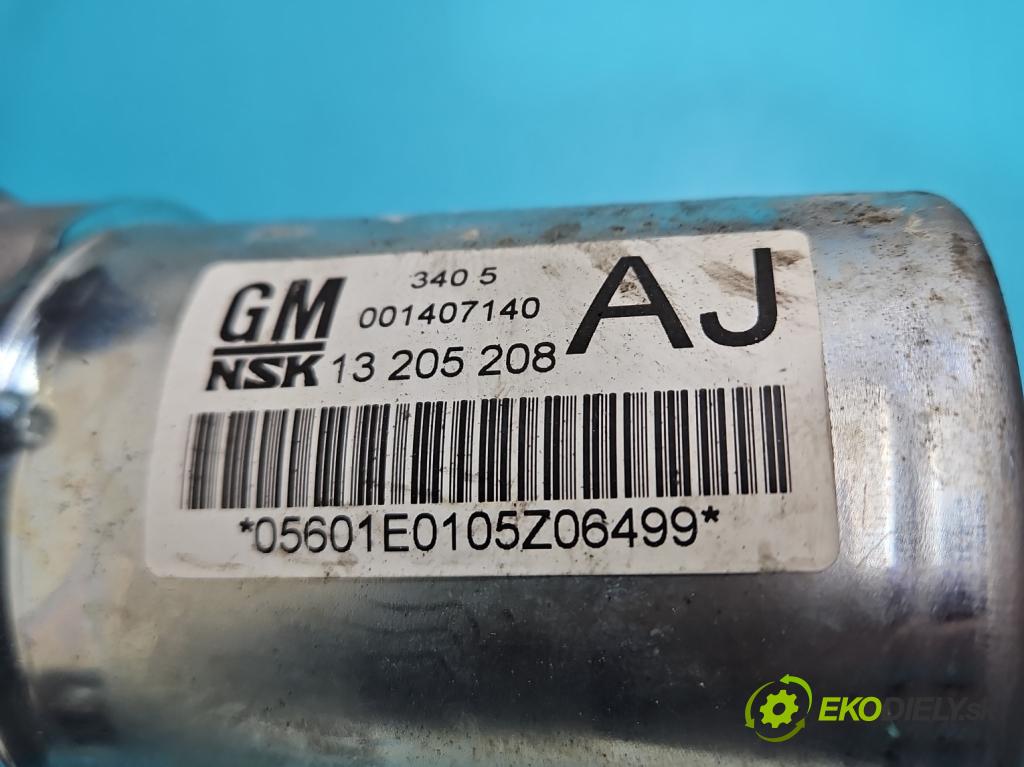 GM 340 5 AJ
001407140
NSK 13 205 208
*05601E0105Z06499*
EKODIELY.sk